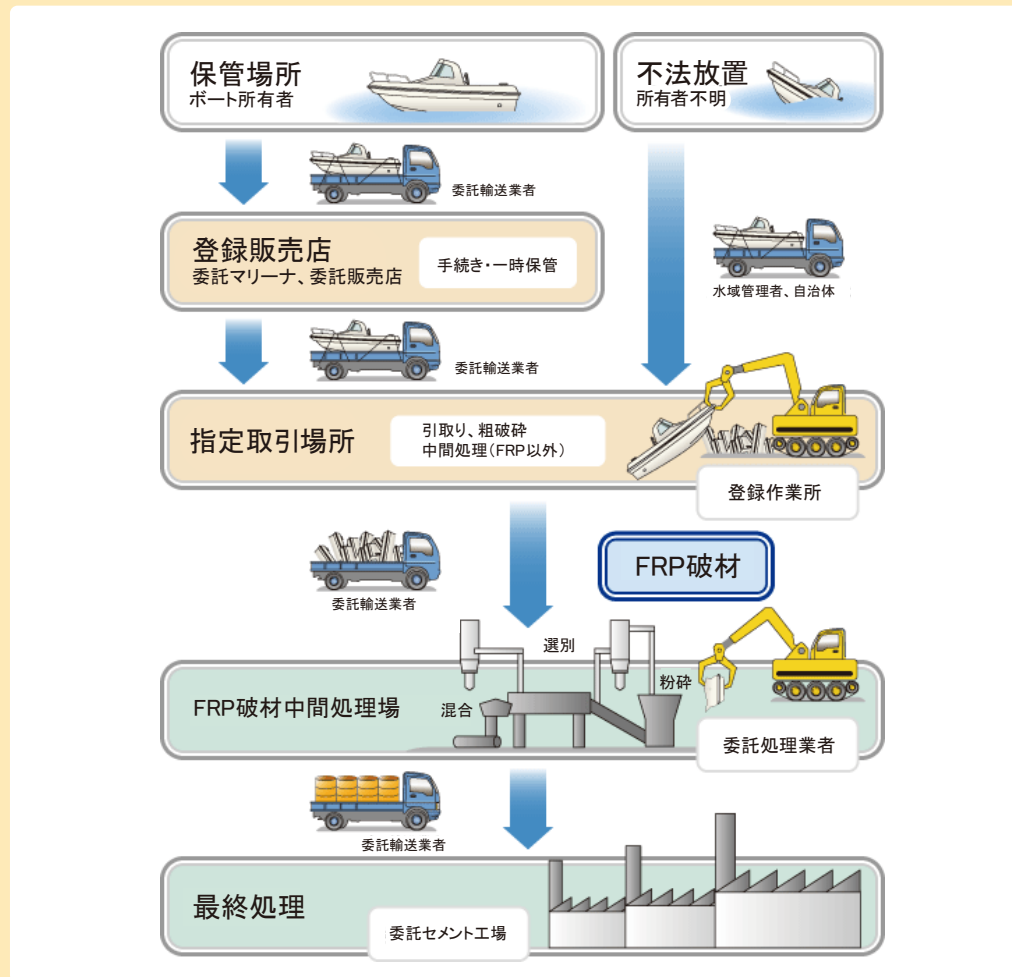 保管場所
ボート所有者
不法放置
所有者不明
委託輸送業者
登録販売店
委託マリーナ、委託販売店
手続き・一時保管
水域管理者、自治体
委託輸送業者
指定取引場所
引取り、粗破砕
中間処理(FRP以外)
登録作業所
FRP破材
委託輸送業者
選別
粉砕
混合
FRP破材中間処理場
委託処理業者
委託輸送業者
最終処理
委託セメント工場